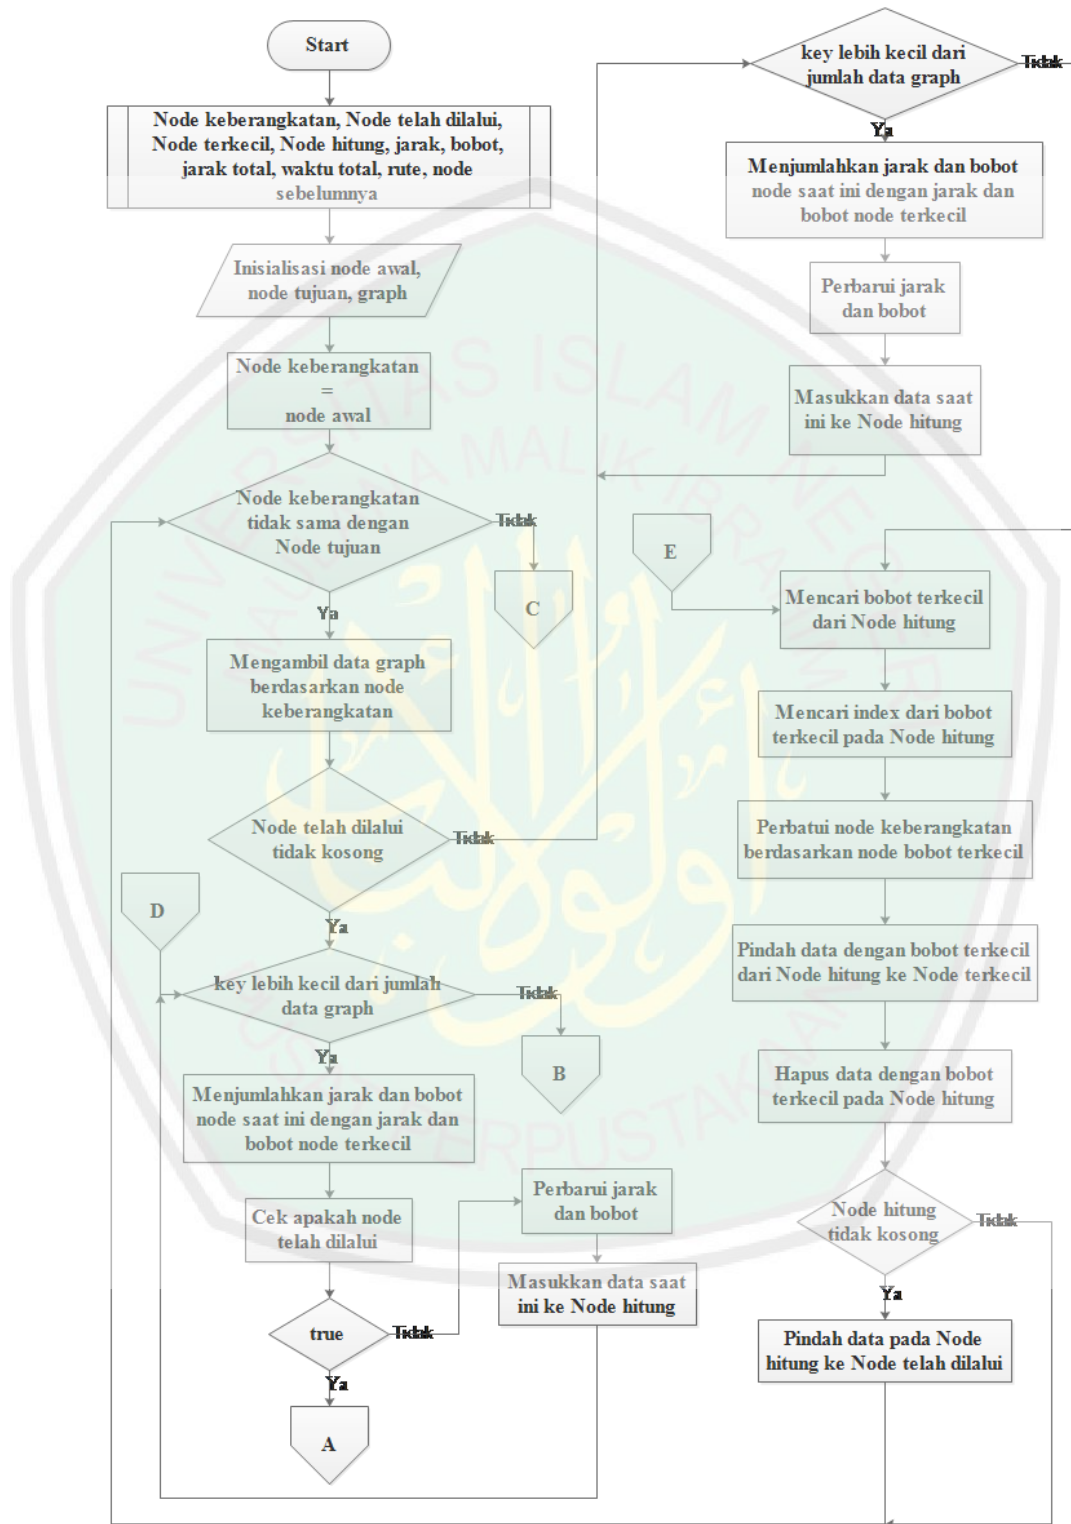 Start
Node keberangkatan, Node telah dilalui,
Node terkecil, Node hitung, jarak, bobot,
jarak total, waktu total, rute, node
sebelumnya
Inisialisasi node awal,
node tujuan, graph
Node keberangkatan
=
node awal
Node keberangkatan
tidak sama dengan
Node tujuan
Tidak
C
Ya
Mengambil data graph
berdasarkan node
keberangkatan
Node telah dilalui
tidak kosong
Tidak
Ya
D
key lebih kecil dari jumlah
data graph
Tidak
B
Ya
Menjumlahkan jarak dan bobot
node saat ini dengan jarak dan
bobot node terkecil
Cek apakah node
telah dilalui
true
Tidak
Ya
A
Perbarui jarak
dan bobot
Masukkan data saat
ini ke Node hitung
key lebih kecil dari
jumlah data graph
Tidak
Ya
Menjumlahkan jarak dan bobot
node saat ini dengan jarak dan
bobot node terkecil
Perbarui jarak
dan bobot
Masukkan data saat
ini ke Node hitung
E
Mencari bobot terkecil
dari Node hitung
Mencari index dari bobot
terkecil pada Node hitung
Perbatui node keberangkatan
berdasarkan node bobot terkecil
Pindah data dengan bobot terkecil
dari Node hitung ke Node terkecil
Hapus data dengan bobot
terkecil pada Node hitung
Node hitung
tidak kosong
Tidak
Ya
Pindah data pada Node
hitung ke Node telah dilalui
UNIVERSITAS ISLAM NEGERI
MAULANA MALIK IBRAHIM
PUSAT PERPUSTAKAAN